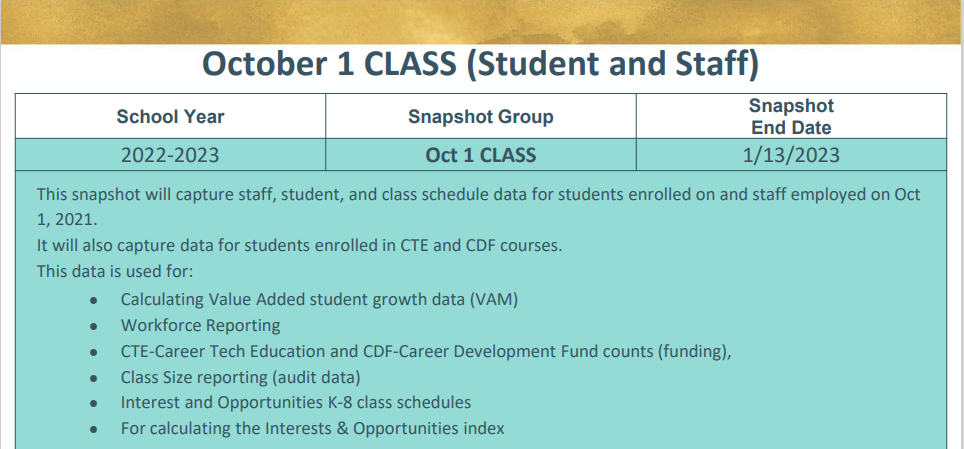 October 1 CLASS (Student and Staff)
School Year
Snapshot Group
Snapshot
End Date
2022-2023
Oct 1 CLASS
1/13/2023
This snapshot will capture staff, student, and class schedule data for students enrolled on and staff employed on Oct
1, 2021.
It will also capture data for students enrolled in CTE and CDF courses.
This data is used for:
● Calculating Value Added student growth data (VAM)
● Workforce Reporting
● CTE-Career Tech Education and CDF-Career Development Fund counts (funding),
● Class Size reporting (audit data)
● Interest and Opportunities K-8 class schedules
● For calculating the Interests & Opportunities index